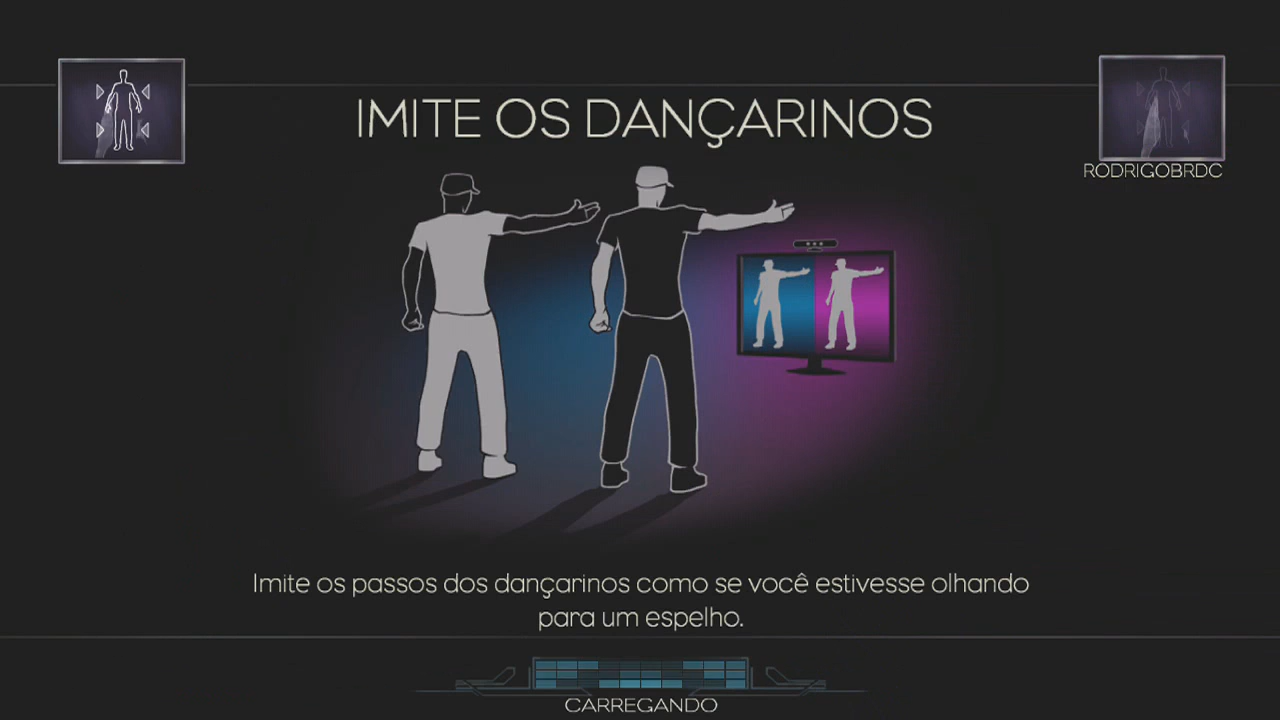 IMITE OS DANÇARINOS
RODRIGOBRDC
Imite os passos dos dançarinos como se você estivesse olhando
para um espelho.
CARREGANDO